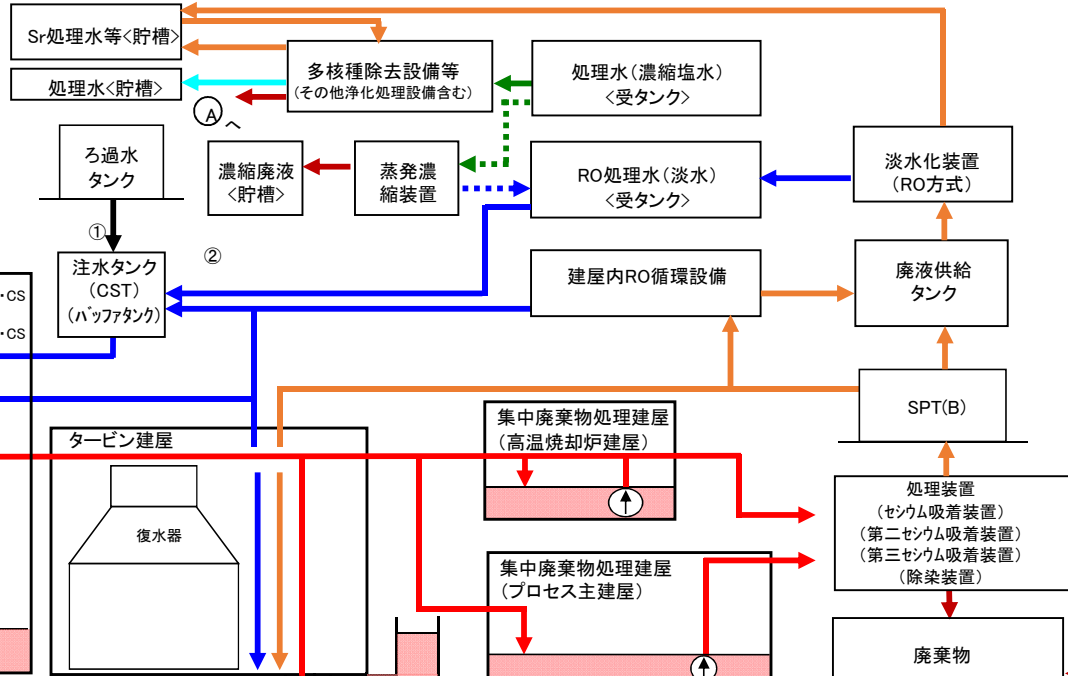 Sr処理水等<貯槽>
処理水<貯槽>
多核種除去設備等
(その他浄化処理設備含む)
処理水(濃縮塩水)
<受タンク>
A へ
ろ過水
タンク
濃縮廃液
<貯槽>
蒸発濃
縮装置
RO処理水(淡水)
<受タンク>
淡水化装置
(RO方式)
①
②
注水タンク
(CST)
(バッファタンク)
建屋内RO循環設備
廃液供給
タンク
・CS
・CS
SPT(B)
タービン建屋
復水器
集中廃棄物処理建屋
(高温焼却炉建屋)
処理装置
(セシウム吸着装置)
(第二セシウム吸着装置)
(第三セシウム吸着装置)
(除染装置)
集中廃棄物処理建屋
(プロセス主建屋)
廃棄物